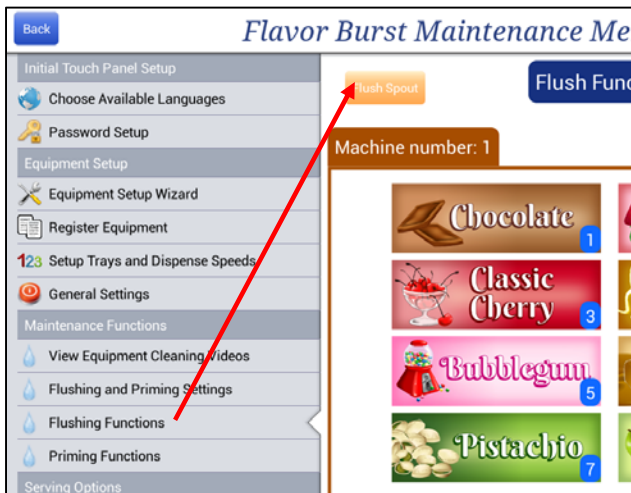 Back
Flavor Burst Maintenance Me
Initial Touch Panel Setup
Choose Available Languages
Password Setup
Equipment Setup
Equipment Setup Wizard
Register Equipment
123 Setup Trays and Dispense Speeds
General Settings
Maintenance Functions
View Equipment Cleaning Videos
Flushing and Priming Settings
Flushing Functions
Priming Functions
Serving Options
Flush Spout
Flush Func
Machine number: 1
Chocolate
1
Classic
Cherry
3
Bubblegum
5
Pistachio
7